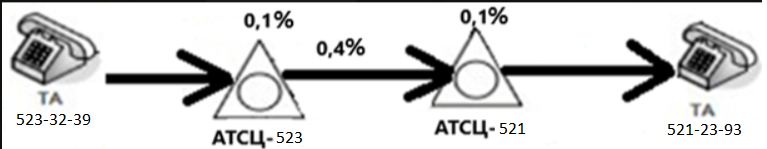 0,1%
0,1%
0,4%
ТА
523-32-39
АТСЦ-523
АТСЦ-521
ТА
521-23-93